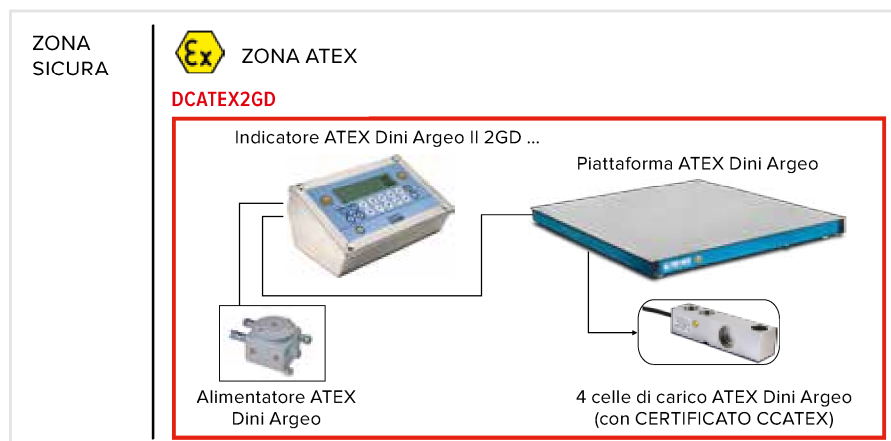 ZONA
SICURA
Ex
ZONA ATEX
DCATEX2GD
Indicatore ATEX Dini Argeo II 2GD ...
Piattaforma ATEX Dini Argeo
Alimentatore ATEX
Dini Argeo
4 celle di carico ATEX Dini Argeo
(con CERTIFICATO CCATEX)